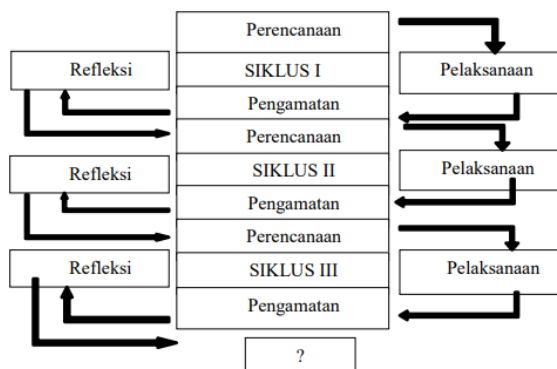 Perencanaan
Refleksi
SIKLUS I
Pelaksanaan
Pengamatan
Perencanaan
Refleksi
SIKLUS II
Pelaksanaan
Pengamatan
Perencanaan
Refleksi
SIKLUS III
Pelaksanaan
Pengamatan
?